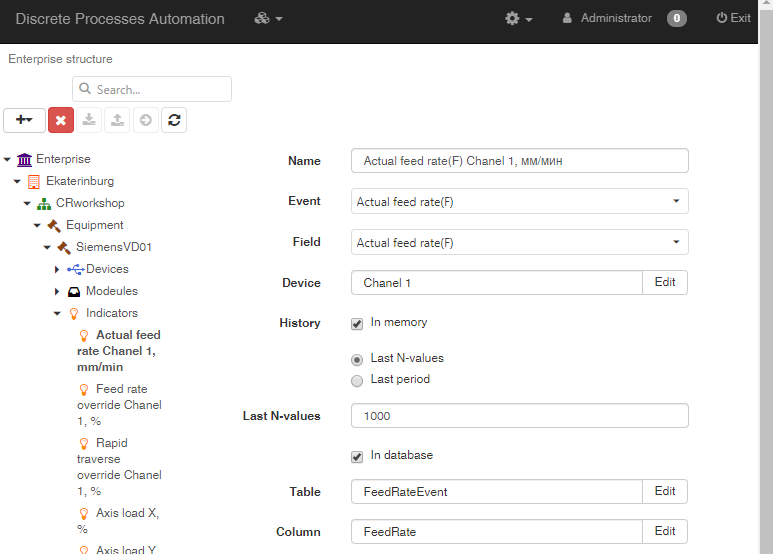 Discrete Processes Automation
Administrator 0 Exit
Enterprise structure
Search...
Enterprise
Ekaterinburg
CRworkshop
Equipment
SiemensVD01
Devices
Modeules
Indicators
Actual feed
rate Chanel 1,
mm/min
Feed rate
override Chanel
1, %
Rapid
traverse
override Chanel
1, %
Axis load X,
%
Axis load Y
Name Actual feed rate(F) Chanel 1, мм/мин
Event Actual feed rate(F)
Field Actual feed rate(F)
Device Chanel 1 Edit
History In memory
Last N-values
Last period
Last N-values 1000
In database
Table FeedRateEvent Edit
Column FeedRate Edit